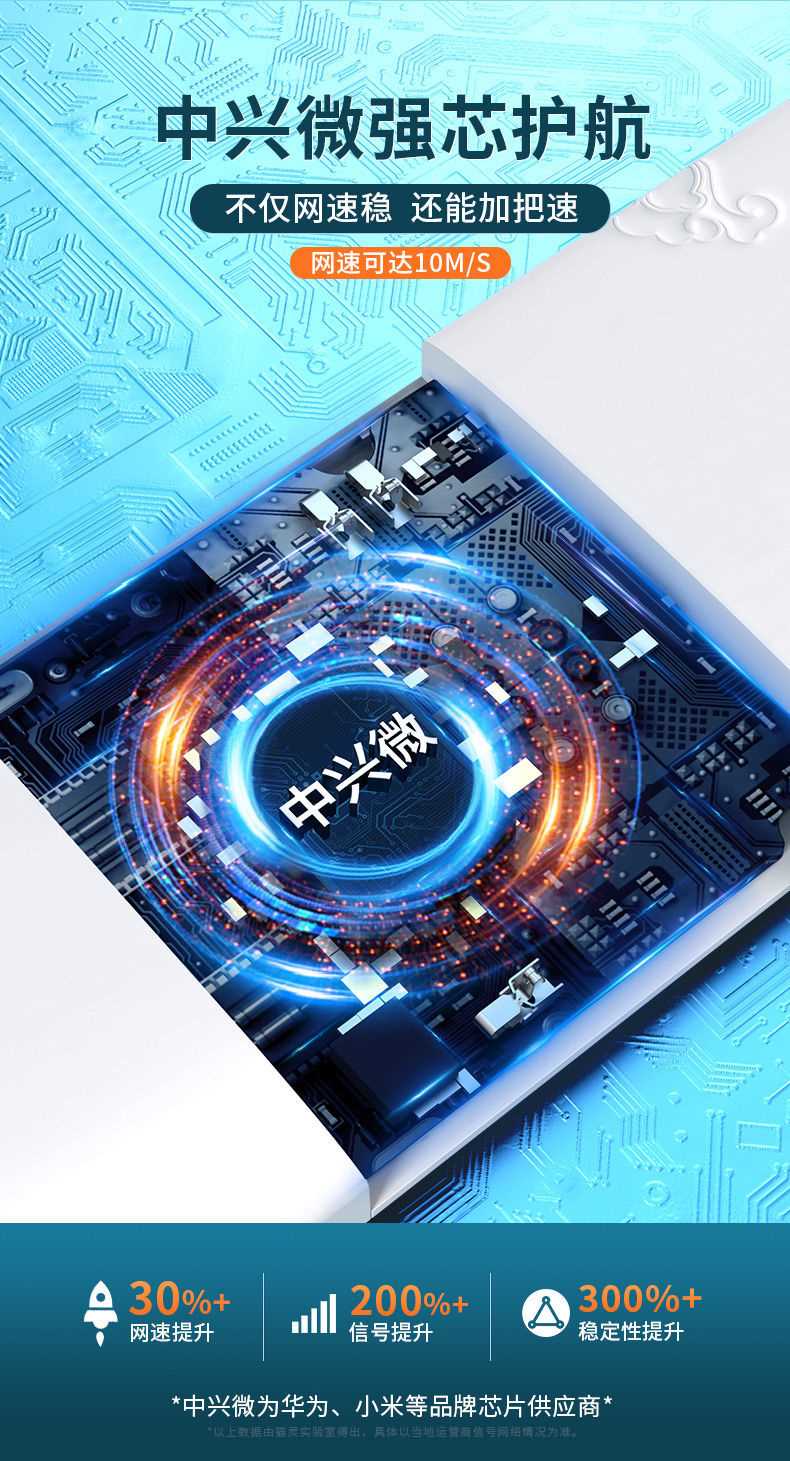 中兴微强芯护航
不仅网速稳 还能加把速
网速可达10M/S
中兴微
30%+
网速提升
200%+
信号提升
300%+
稳定性提升
*中兴微为华为、小米等品牌芯片供应商*
*以上数据由猫灵实验室得出，具体以当地运营商信号网络情况为准。